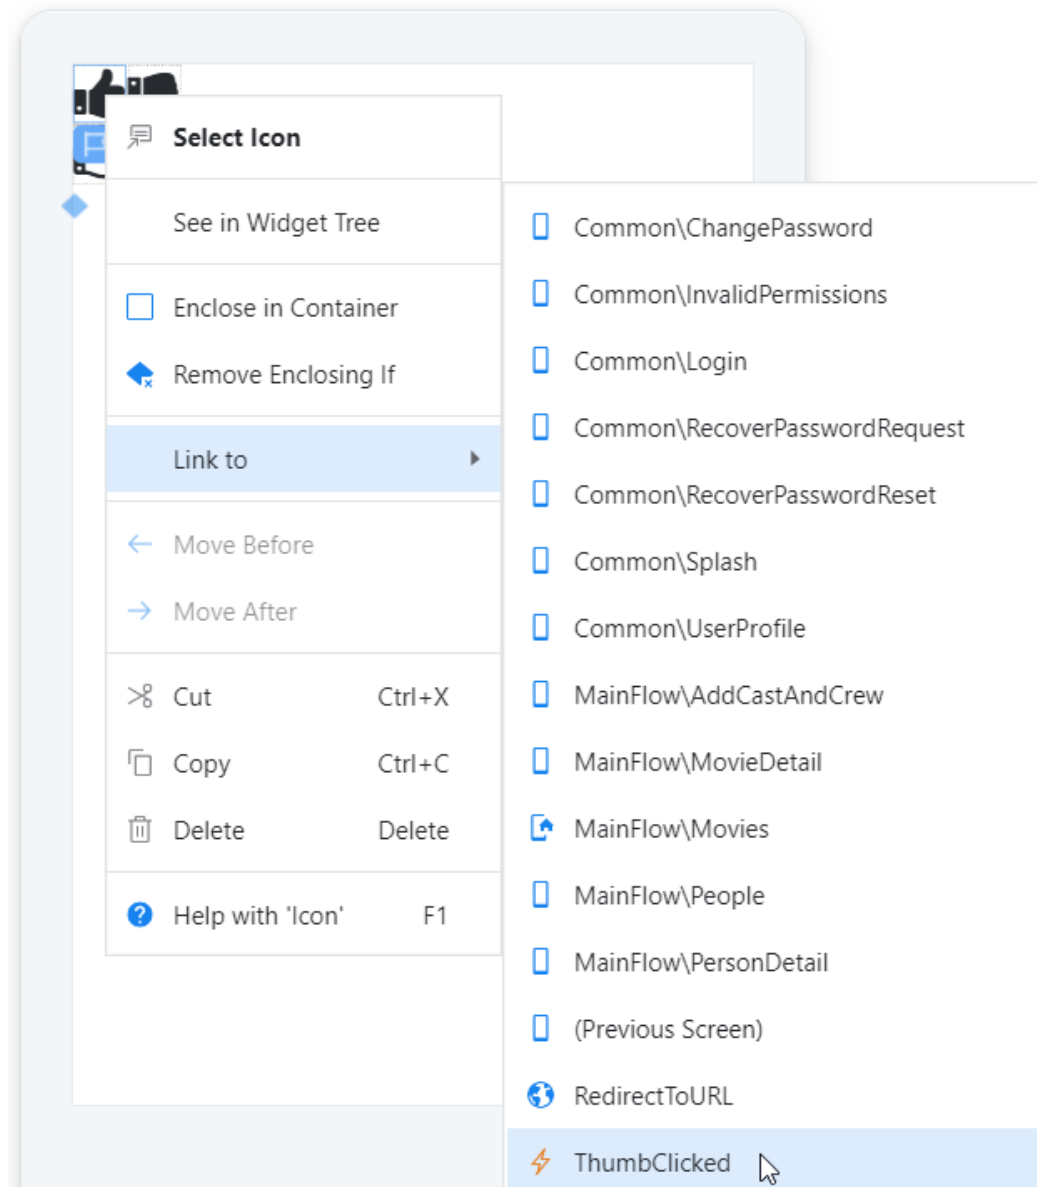 Select Icon
See in Widget Tree
Enclose in Container
Remove Enclosing If
Link to
Move Before
Move After
Cut Ctrl+X
Copy Ctrl+C
Delete Delete
Help with 'Icon' F1
Common\ChangePassword
Common\InvalidPermissions
Common\Login
Common\RecoverPasswordRequest
Common\RecoverPasswordReset
Common\Splash
Common\UserProfile
MainFlow\AddCastAndCrew
MainFlow\MovieDetail
MainFlow\Movies
MainFlow\People
MainFlow\PersonDetail
(Previous Screen)
RedirectToURL
ThumbClicked